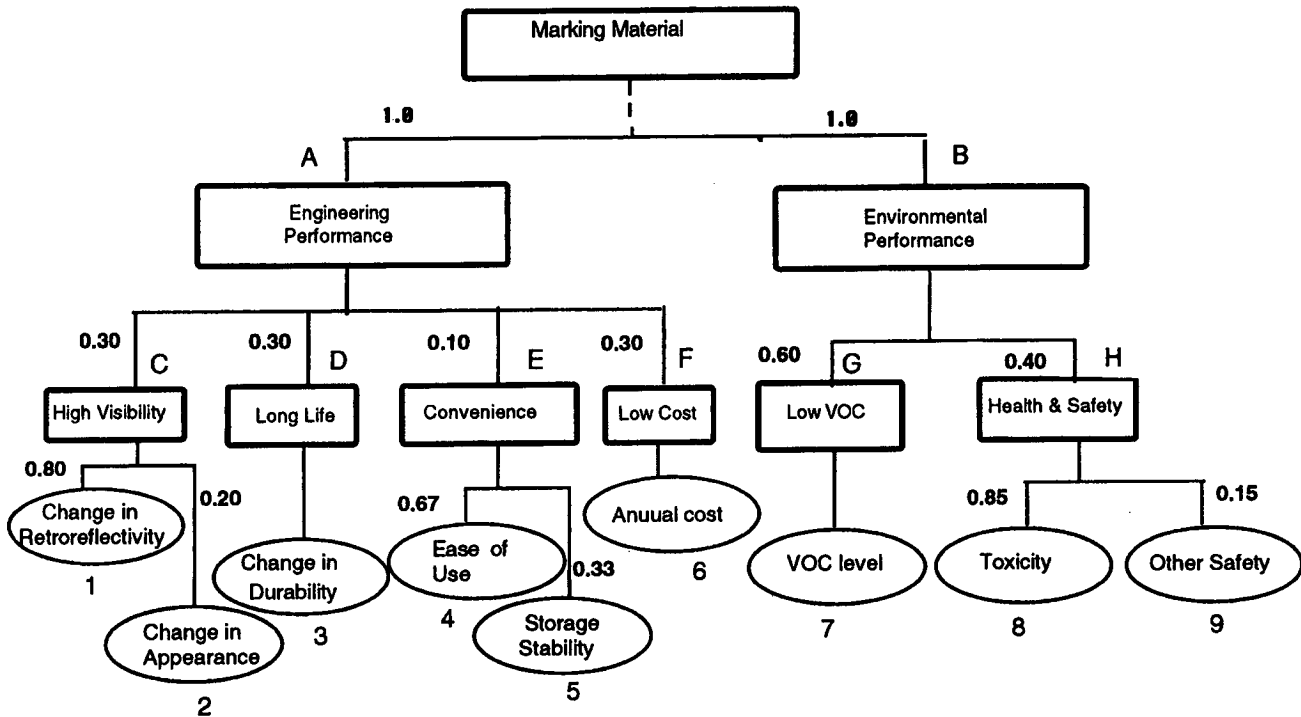 Marking Material
1.0
1.0
A
B
Engineering
Performance
Environmental
Performance
0.30
C
0.30
D
0.10
E
0.30
F
0.60
G
0.40
H
High Visibility
Long Life
Convenience
Low Cost
Low VOC
Health & Safety
0.80
0.20
0.67
0.33
0.85
0.15
Change in
Retroreflectivity
1
Change in
Appearance
2
Change in
Durability
3
Ease of
Use
4
Storage
Stability
5
Anuual cost
6
VOC level
7
Toxicity
8
Other Safety
9